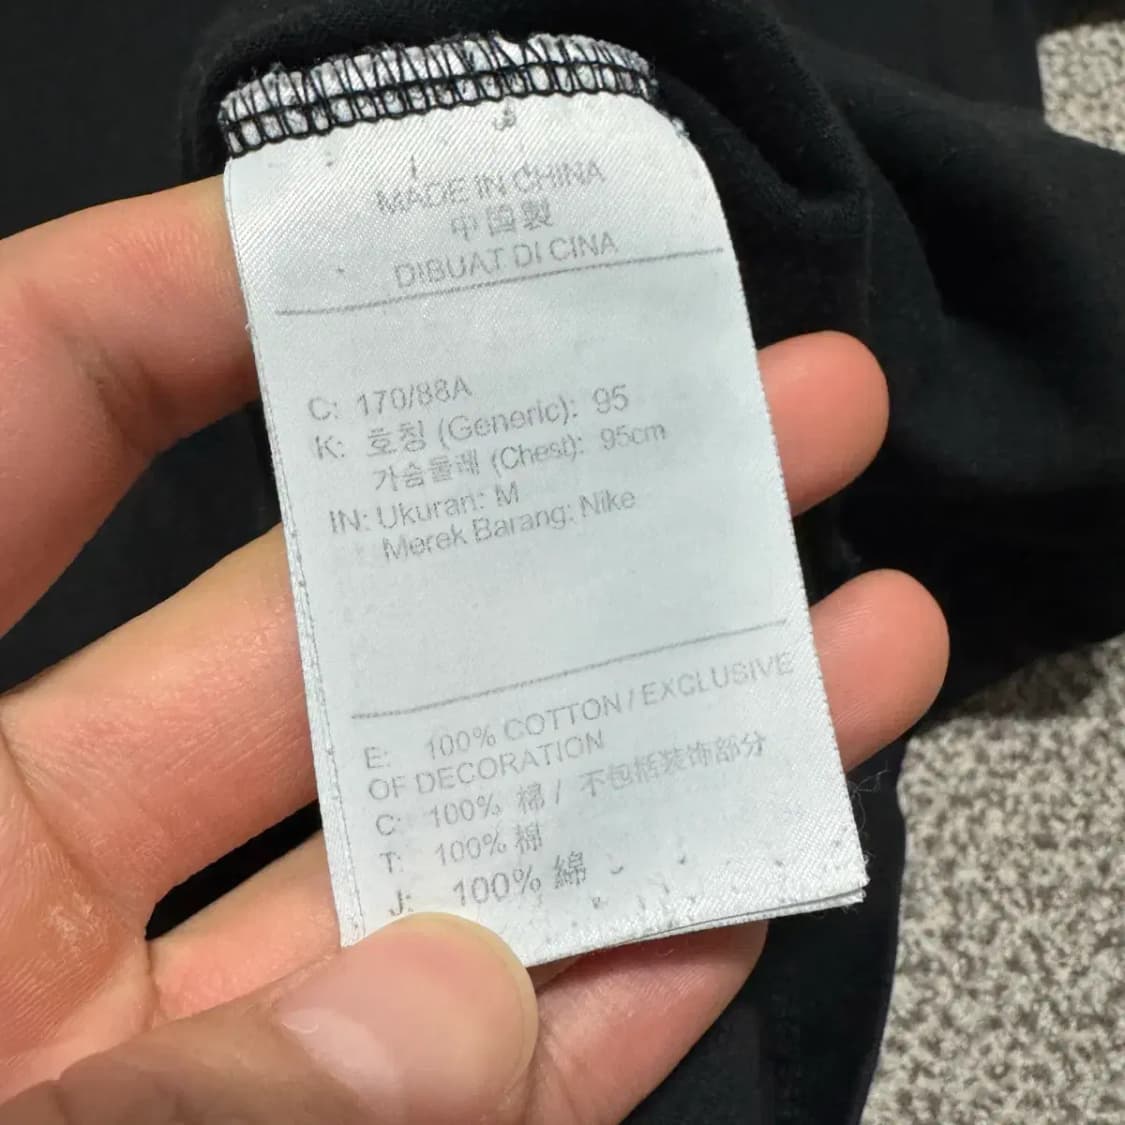 MADE IN CHINA
中國製
DIBUAT DI CINA
C: 170/88A
K: 호칭 (Generic): 95
가슴둘레 (Chest): 95cm
IN: Ukuran: M
Merek Barang: Nike
E: 100% COTTON / EXCLUSIVE
OF DECORATION
C: 100% 棉 / 不包括装饰部分
T: 100% 棉
J: 100% 綿